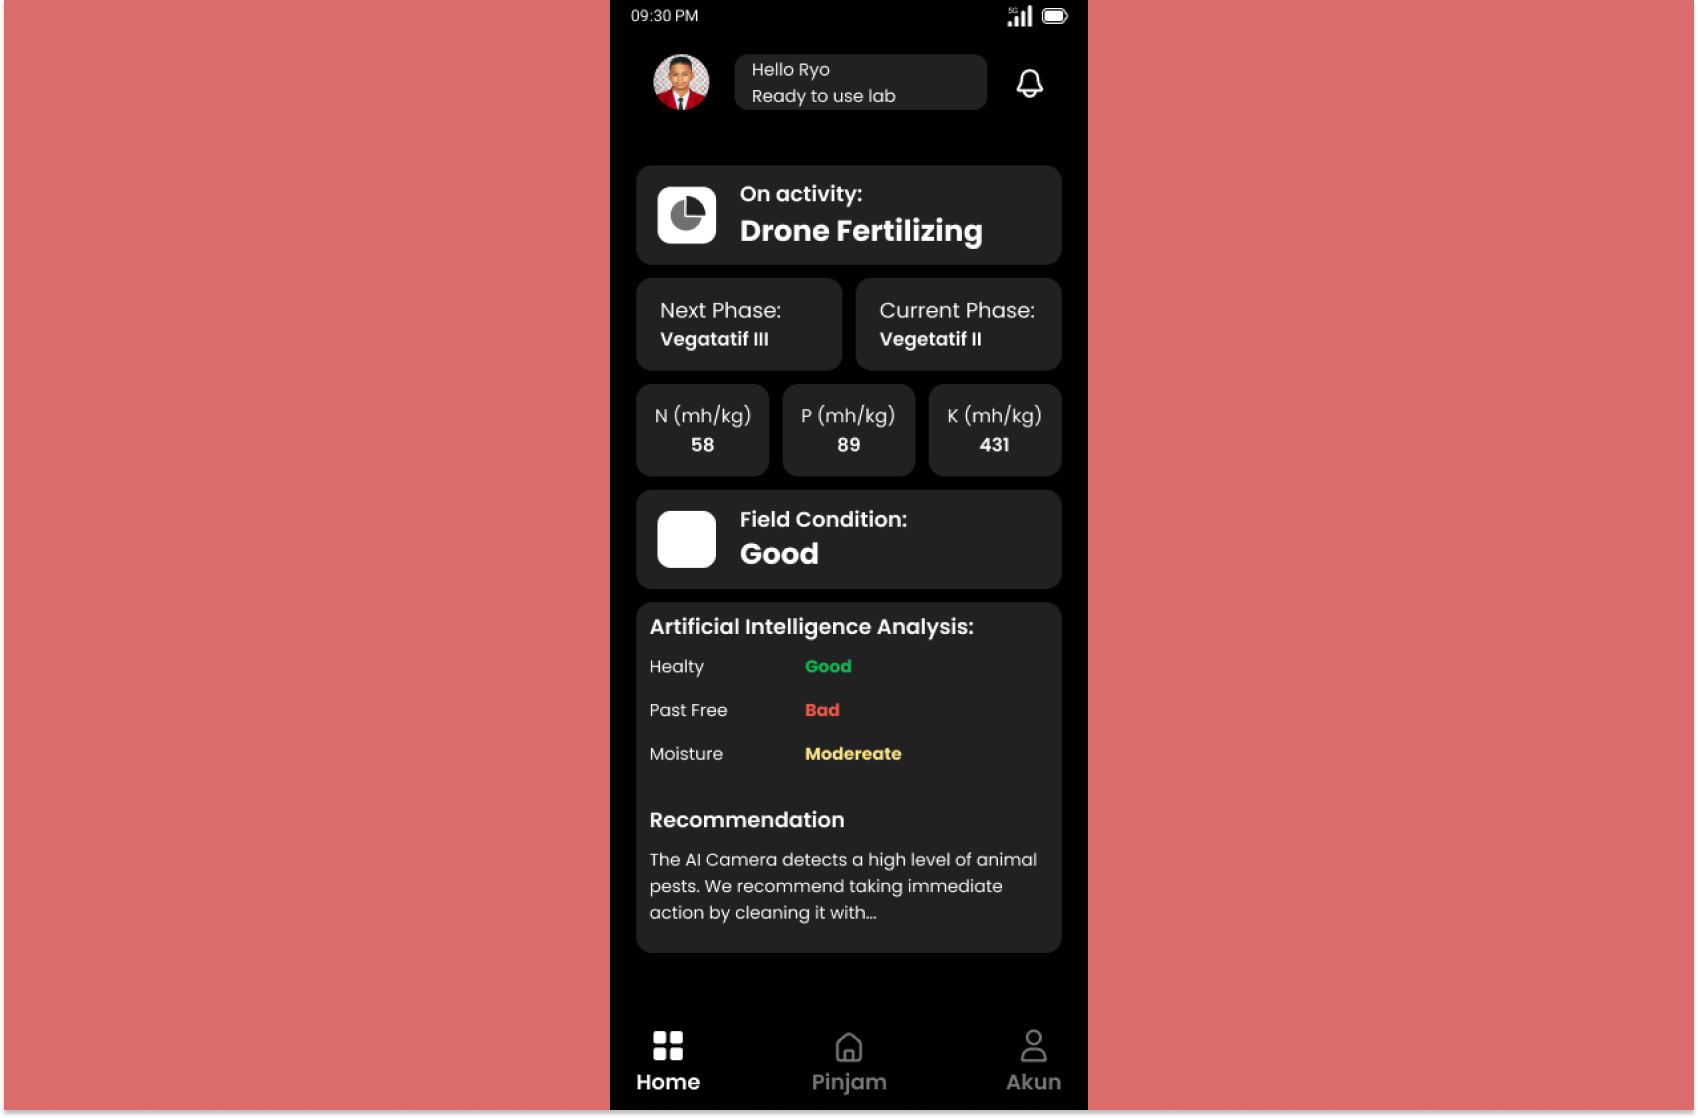 09:30 PM
5G
Hello Ryo
Ready to use lab
On activity:
Drone Fertilizing
Next Phase:
Vegatatif III
Current Phase:
Vegetatif II
N (mh/kg)
58
P (mh/kg)
89
K (mh/kg)
431
Field Condition:
Good
Artificial Intelligence Analysis:
Healty Good
Past Free Bad
Moisture Modereate
Recommendation
The AI Camera detects a high level of animal
pests. We recommend taking immediate
action by cleaning it with...
Home
Pinjam
Akun